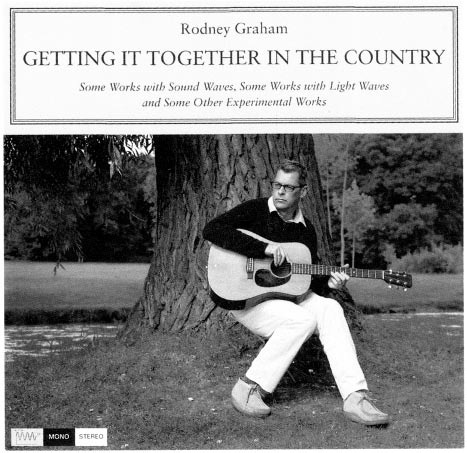 Rodney Graham
GETTING IT TOGETHER IN THE COUNTRY
Some Works with Sound Waves, Some Works with Light Waves
and Some Other Experimental Works
MONO
STEREO